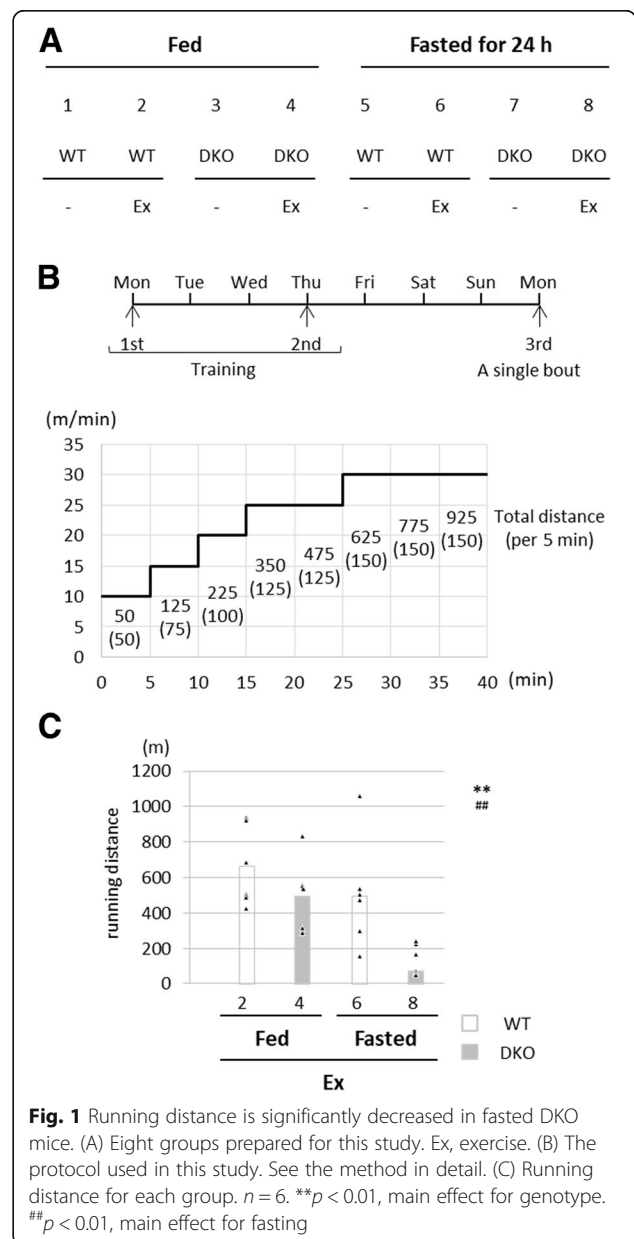 A
Fed Fasted for 24 h
1 2 3 4 5 6 7 8
WT WT DKO DKO WT WT DKO DKO
- Ex - Ex - Ex - Ex
B
Mon Tue Wed Thu Fri Sat Sun Mon
1st 2nd 3rd
Training A single bout
(m/min)
35
30
25
20
15
10
5
0
50
(50)
125
(75)
225
(100)
350
(125)
475
(125)
625
(150)
775
(150)
925
(150)
Total distance
(per 5 min)
0 5 10 15 20 25 30 35 40 (min)
C
(m)
running distance
1200
1000
800
600
400
200
0
**
##
2 4 6 8
Fed Fasted
Ex
WT
DKO
Fig. 1 Running distance is significantly decreased in fasted DKO
mice. (A) Eight groups prepared for this study. Ex, exercise. (B) The
protocol used in this study. See the method in detail. (C) Running
distance for each group. n = 6. **p < 0.01, main effect for genotype.
##p < 0.01, main effect for fasting